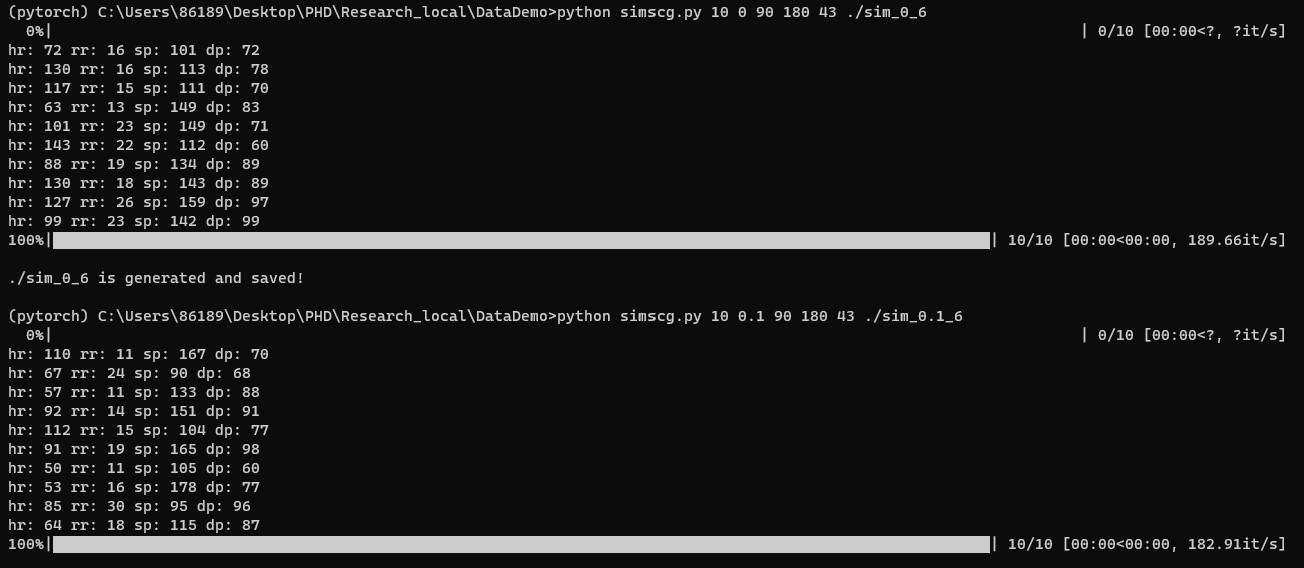 (pytorch) C:\Users\86189\Desktop\PHD\Research_local\DataDemo>python simscg.py 10 0 90 180 43 ./sim_0_6
0%| | 0/10 [00:00<?, ?it/s]
hr: 72 rr: 16 sp: 101 dp: 72
hr: 130 rr: 16 sp: 113 dp: 78
hr: 117 rr: 15 sp: 111 dp: 70
hr: 63 rr: 13 sp: 149 dp: 83
hr: 101 rr: 23 sp: 149 dp: 71
hr: 143 rr: 22 sp: 112 dp: 60
hr: 88 rr: 19 sp: 134 dp: 89
hr: 130 rr: 18 sp: 143 dp: 89
hr: 127 rr: 26 sp: 159 dp: 97
hr: 99 rr: 23 sp: 142 dp: 99
100%| | 10/10 [00:00<00:00, 189.66it/s]
./sim_0_6 is generated and saved!
(pytorch) C:\Users\86189\Desktop\PHD\Research_local\DataDemo>python simscg.py 10 0.1 90 180 43 ./sim_0.1_6
0%| | 0/10 [00:00<?, ?it/s]
hr: 110 rr: 11 sp: 167 dp: 70
hr: 67 rr: 24 sp: 90 dp: 68
hr: 57 rr: 11 sp: 133 dp: 88
hr: 92 rr: 14 sp: 151 dp: 91
hr: 112 rr: 15 sp: 104 dp: 77
hr: 91 rr: 19 sp: 165 dp: 98
hr: 50 rr: 11 sp: 105 dp: 60
hr: 53 rr: 16 sp: 178 dp: 77
hr: 85 rr: 30 sp: 95 dp: 96
hr: 64 rr: 18 sp: 115 dp: 87
100%| | 10/10 [00:00<00:00, 182.91it/s]